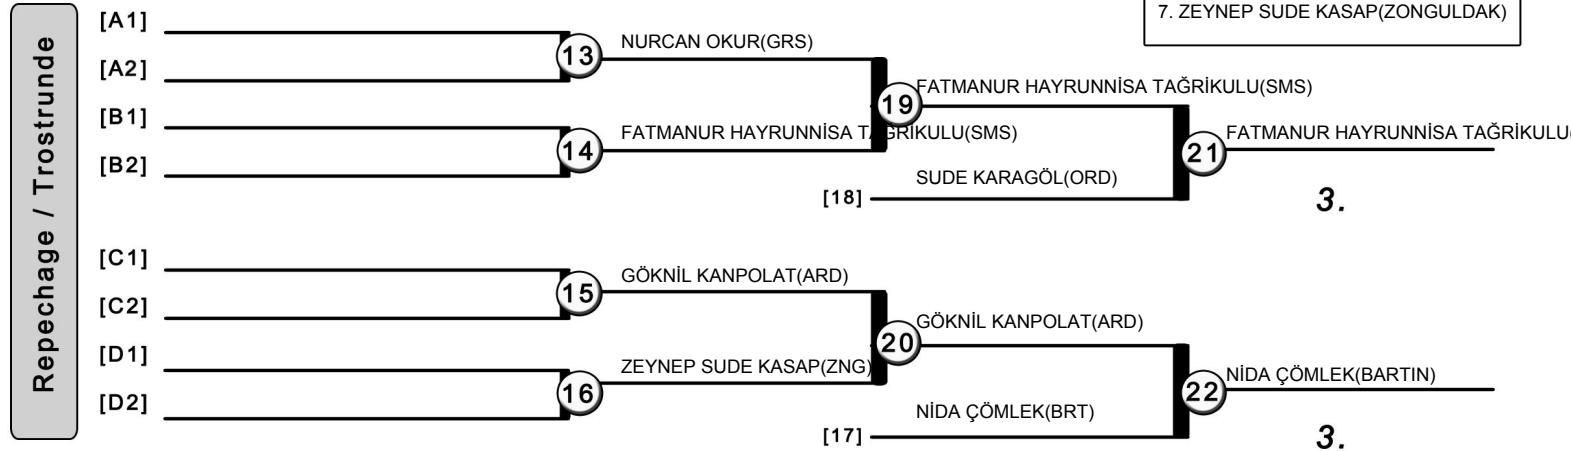 7. ZEYNEP SUDE KASAP(ZONGULDAK)
Repechage / Trostrunde
[A1]
[A2]
13
NURCAN OKUR(GRS)
[B1]
[B2]
14
FATMANUR HAYRUNNİSA TAĞRİKULU(SMS)
19
FATMANUR HAYRUNNİSA TAĞRİKULU(SMS)
[18]
SUDE KARAGÖL(ORD)
21
FATMANUR HAYRUNNİSA TAĞRİKULU(
3.
[C1]
[C2]
15
GÖKNİL KANPOLAT(ARD)
[D1]
[D2]
16
ZEYNEP SUDE KASAP(ZNG)
20
GÖKNİL KANPOLAT(ARD)
[17]
NİDA ÇÖMLEK(BRT)
22
NİDA ÇÖMLEK(BARTIN)
3.